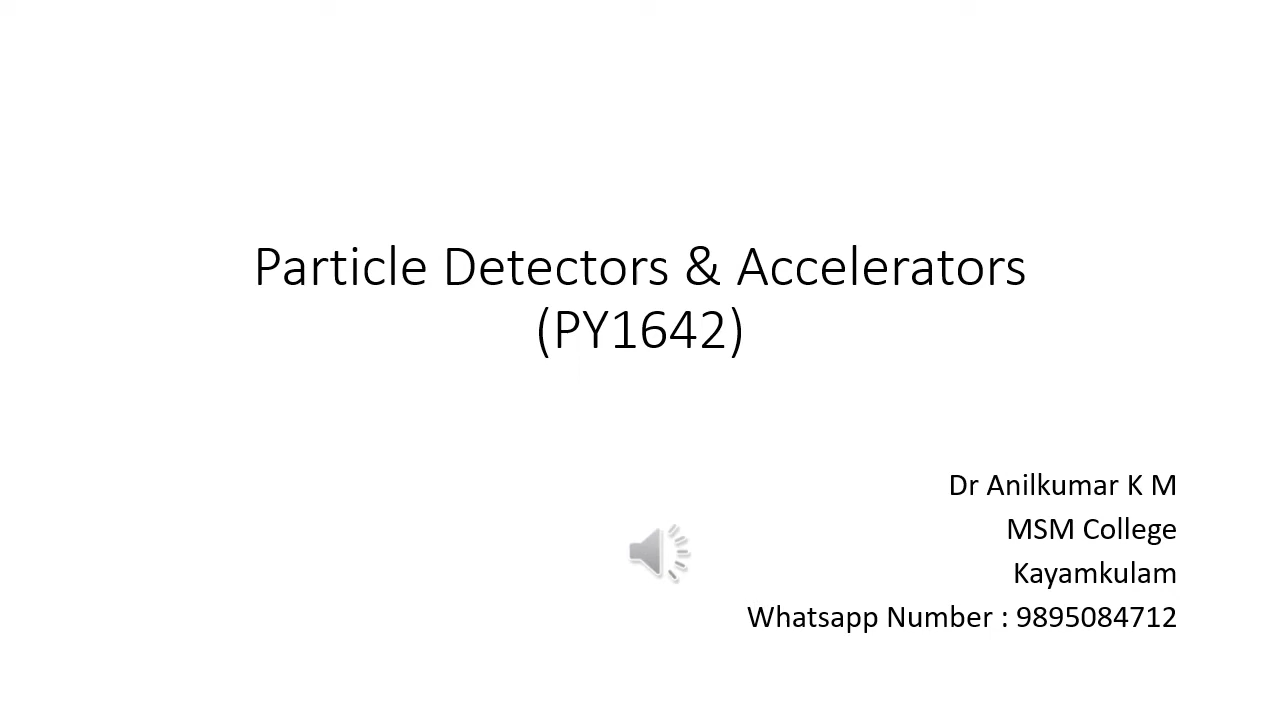 Particle Detectors & Accelerators
(PY1642)
Dr Anilkumar K M
MSM College
Kayamkulam
Whatsapp Number : 9895084712